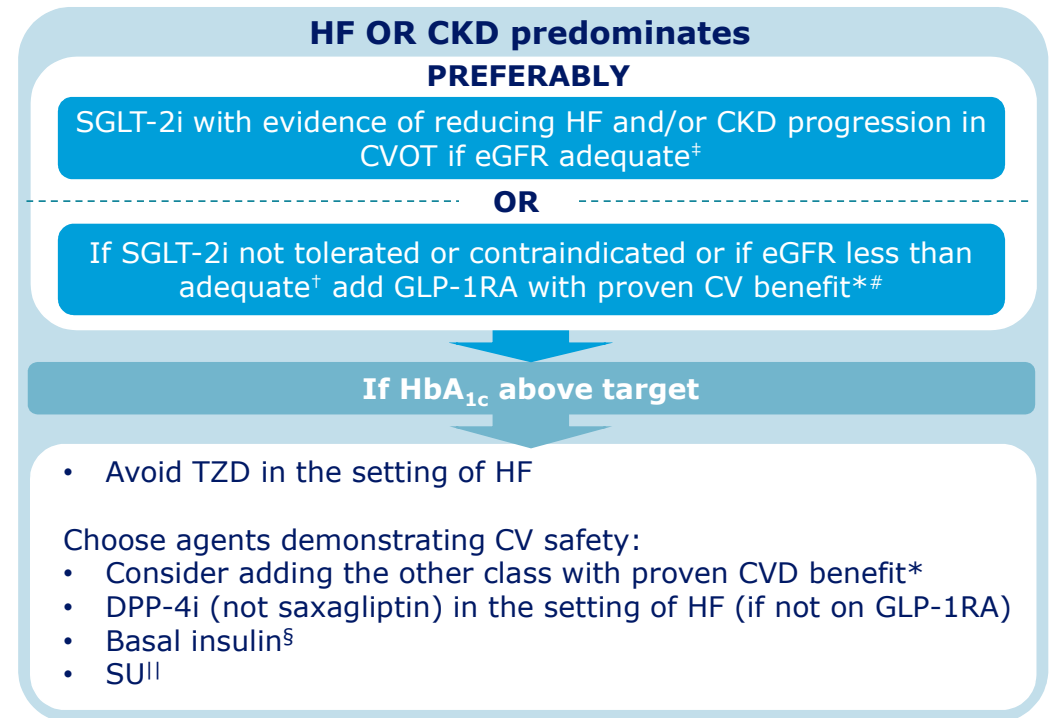 HF OR CKD predominates
PREFERABLY
SGLT-2i with evidence of reducing HF and/or CKD progression in
CVOT if eGFR adequate‡
OR
If SGLT-2i not tolerated or contraindicated or if eGFR less than
adequate† add GLP-1RA with proven CV benefit*#
If HbA1c above target
• Avoid TZD in the setting of HF
Choose agents demonstrating CV safety:
• Consider adding the other class with proven CVD benefit*
• DPP-4i (not saxagliptin) in the setting of HF (if not on GLP-1RA)
• Basal insulin§
• SU||